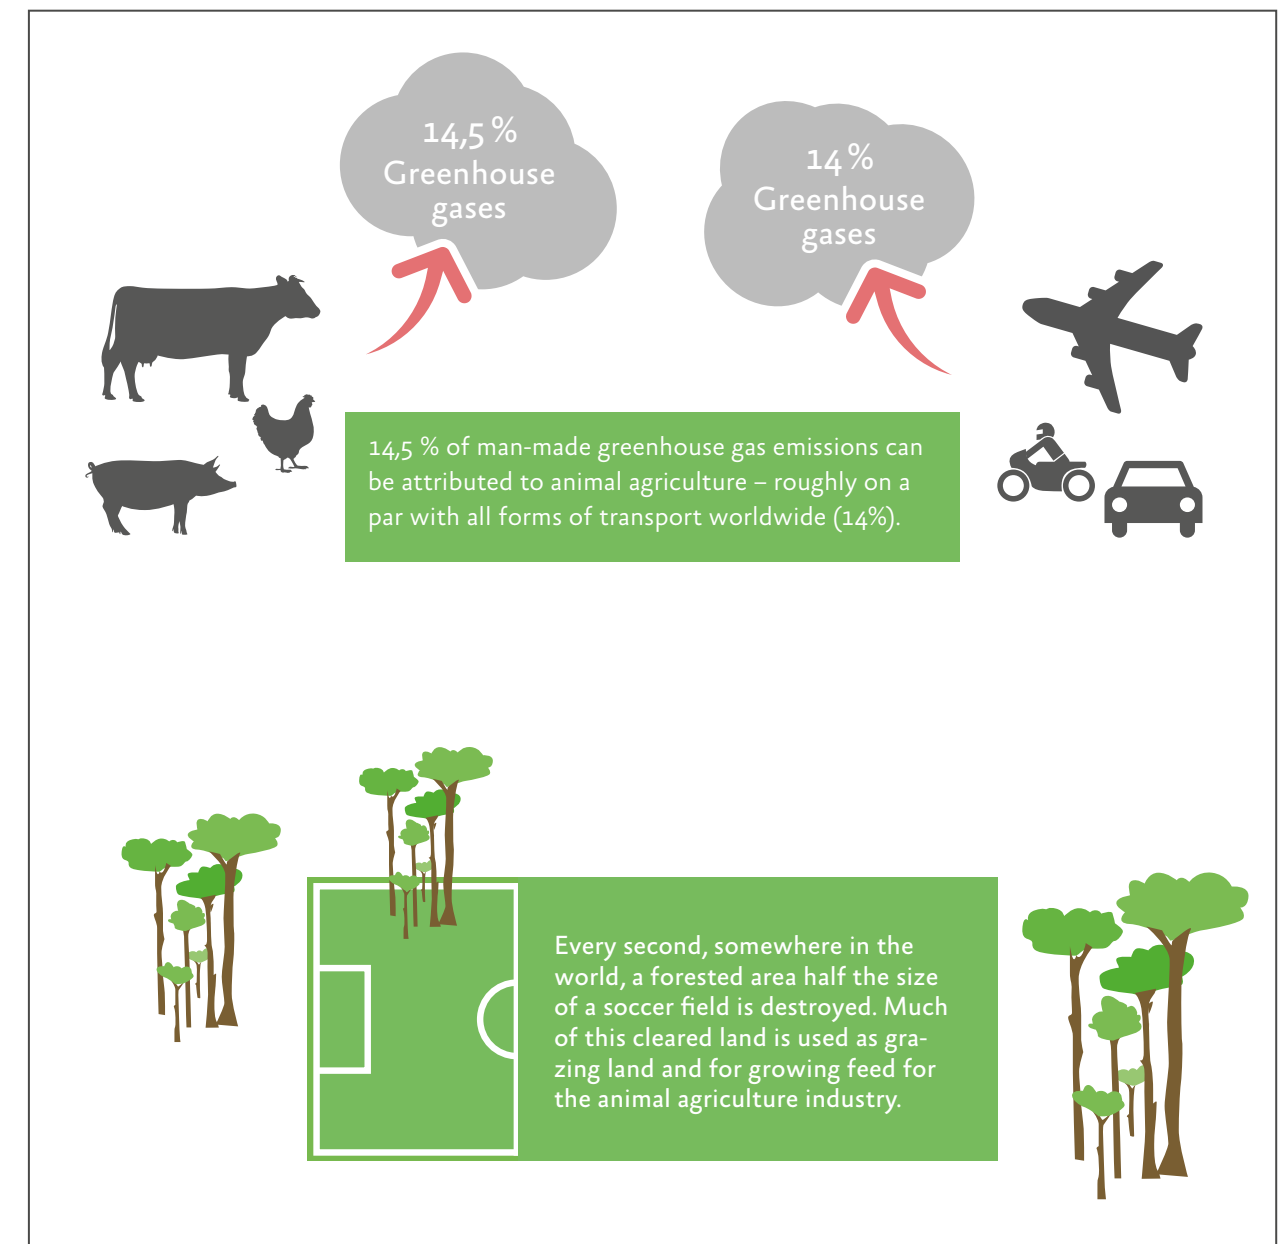 14,5 %
Greenhouse
gases
14 %
Greenhouse
gases
14,5 % of man-made greenhouse gas emissions can
be attributed to animal agriculture – roughly on a
par with all forms of transport worldwide (14%).
Every second, somewhere in the
world, a forested area half the size
of a soccer field is destroyed. Much
of this cleared land is used as gra-
zing land and for growing feed for
the animal agriculture industry.